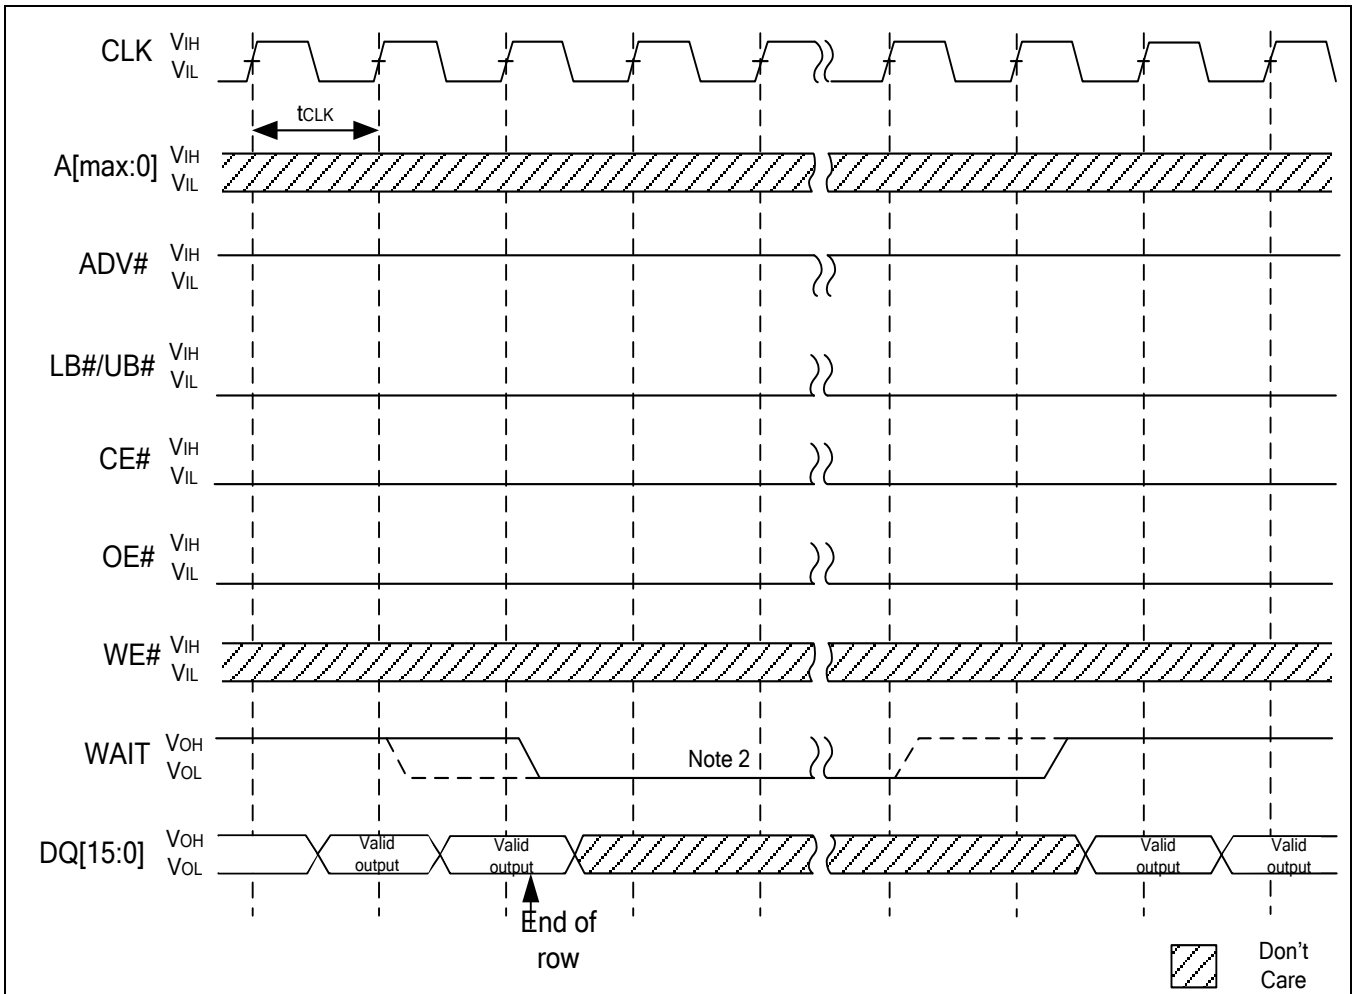 CLK VIH
VIL
tCLK
A[max:0] VIH
VIL
ADV# VIH
VIL
LB#/UB# VIH
VIL
CE# VIH
VIL
OE# VIH
VIL
WE# VIH
VIL
WAIT VOH
VOL
Note 2
DQ[15:0] VOH
VOL
Valid
output
Valid
output
Valid
output
Valid
output
End of
row
Don't
Care